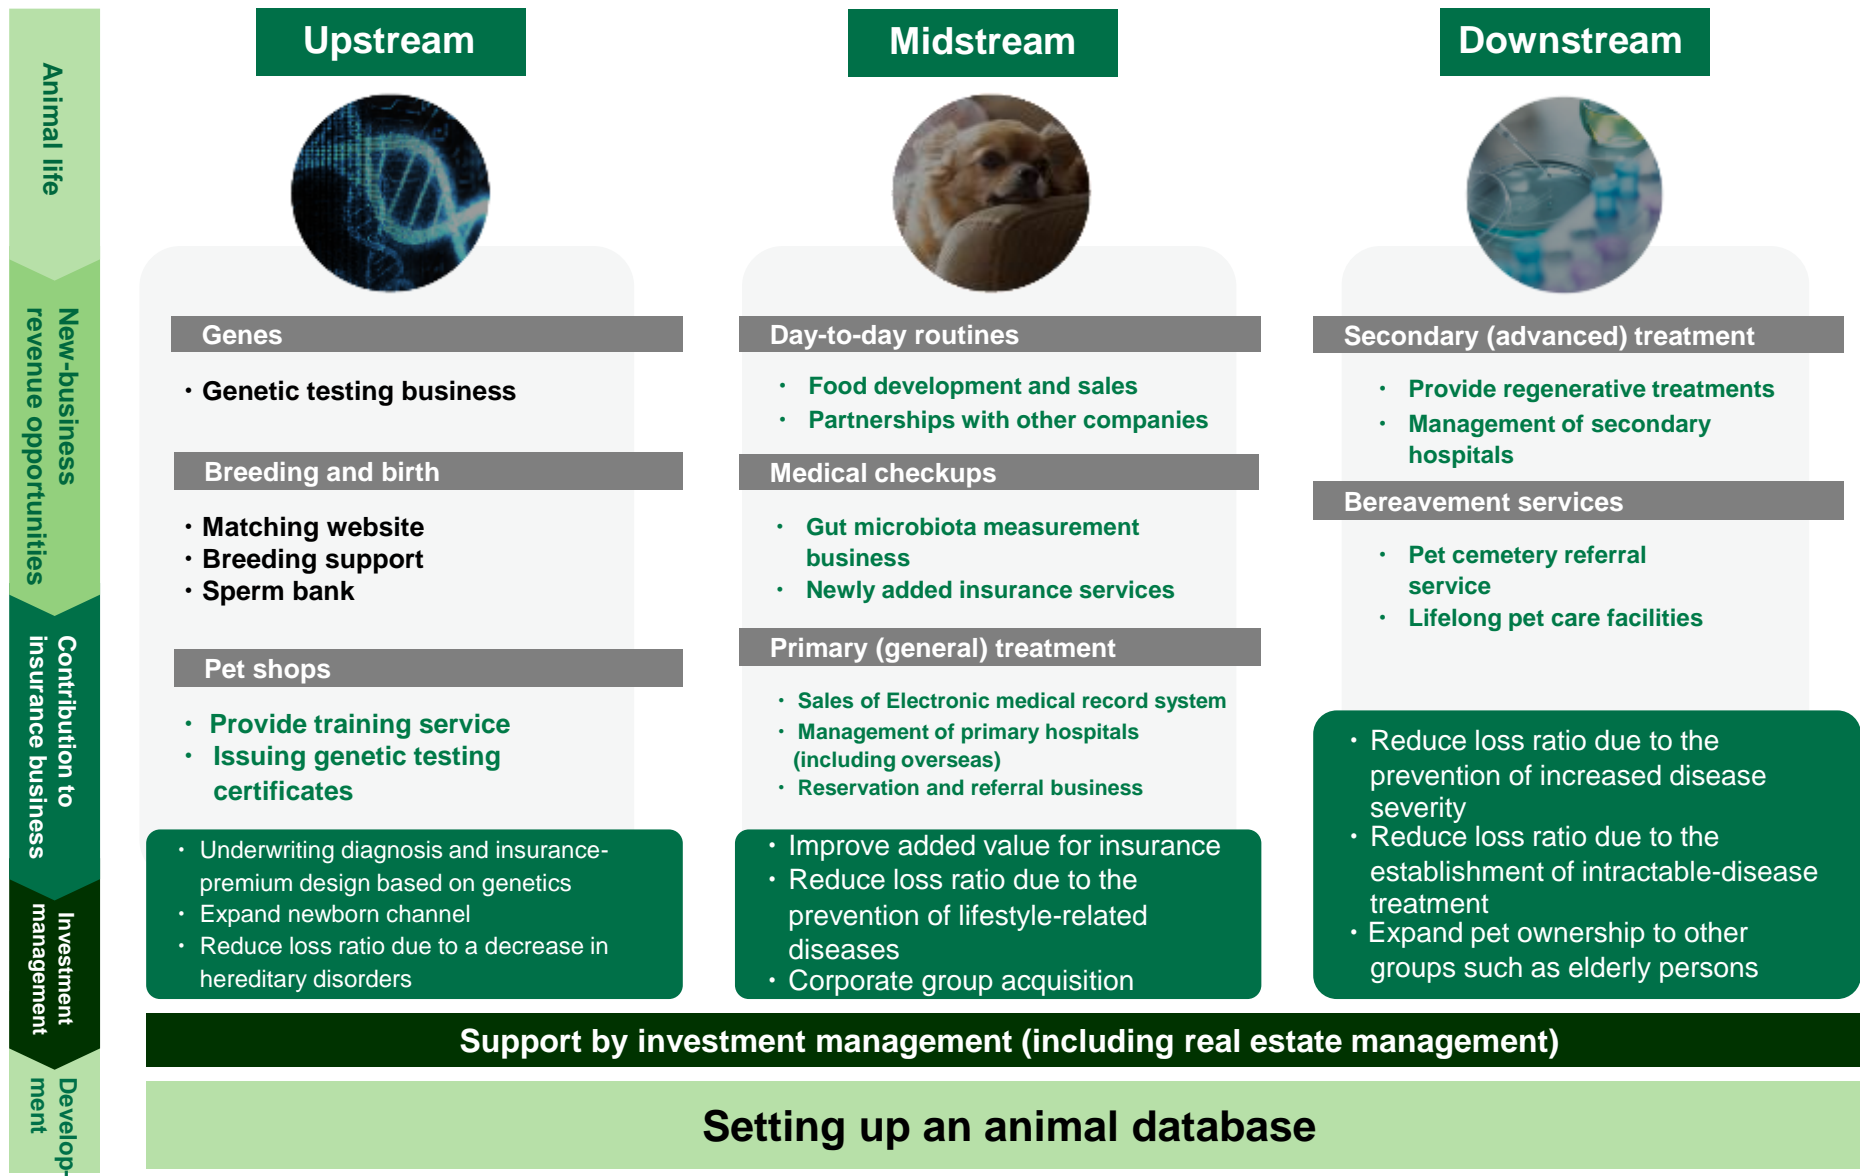 Animal life
New-business
revenue opportunities
Contribution to
insurance business
Investment
management
Develop-
ment
Upstream
Genes
・Genetic testing business
Breeding and birth
・Matching website
・Breeding support
・Sperm bank
Pet shops
・ Provide training service
・ Issuing genetic testing
certificates
・ Underwriting diagnosis and insurance-
premium design based on genetics
・ Expand newborn channel
・ Reduce loss ratio due to a decrease in
hereditary disorders
Midstream
Day-to-day routines
・ Food development and sales
・ Partnerships with other companies
Medical checkups
・ Gut microbiota measurement
business
・ Newly added insurance services
Primary (general) treatment
・ Sales of Electronic medical record system
・ Management of primary hospitals
(including overseas)
・ Reservation and referral business
・Improve added value for insurance
・Reduce loss ratio due to the
prevention of lifestyle-related
diseases
・Corporate group acquisition
Downstream
Secondary (advanced) treatment
・ Provide regenerative treatments
・ Management of secondary
hospitals
Bereavement services
・ Pet cemetery referral
service
・ Lifelong pet care facilities
・Reduce loss ratio due to the
prevention of increased disease
severity
・Reduce loss ratio due to the
establishment of intractable-disease
treatment
・Expand pet ownership to other
groups such as elderly persons
Support by investment management (including real estate management)
Setting up an animal database